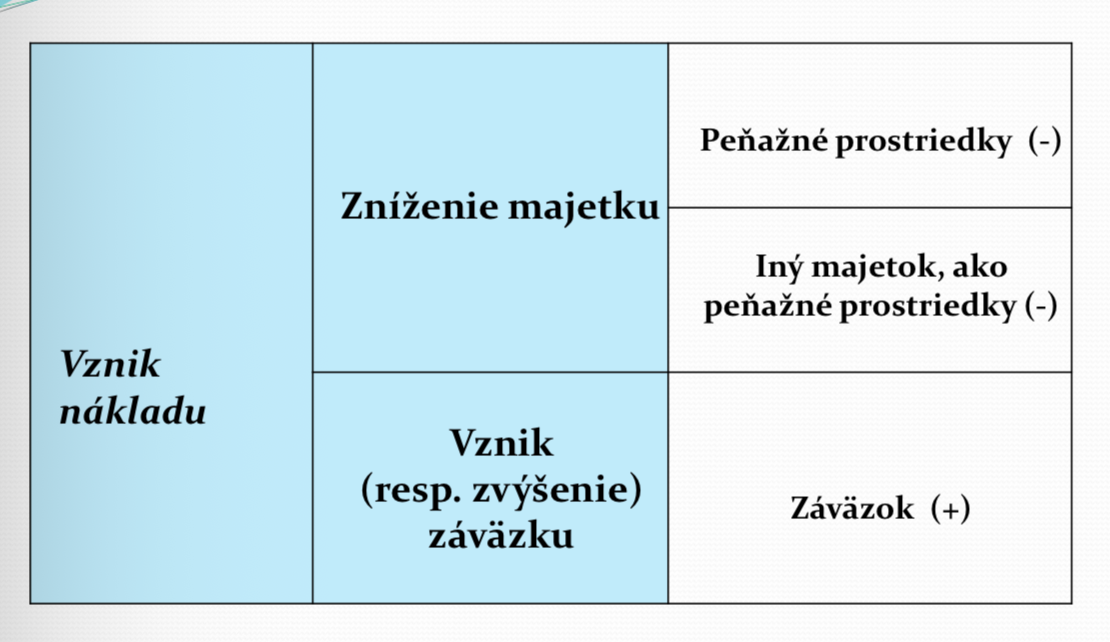 Vznik
nákladu
Zníženie majetku
Peňažné prostriedky (-)
Iný majetok, ako
peňažné prostriedky (-)
Vznik
(resp. zvýšenie)
záväzku
Záväzok (+)